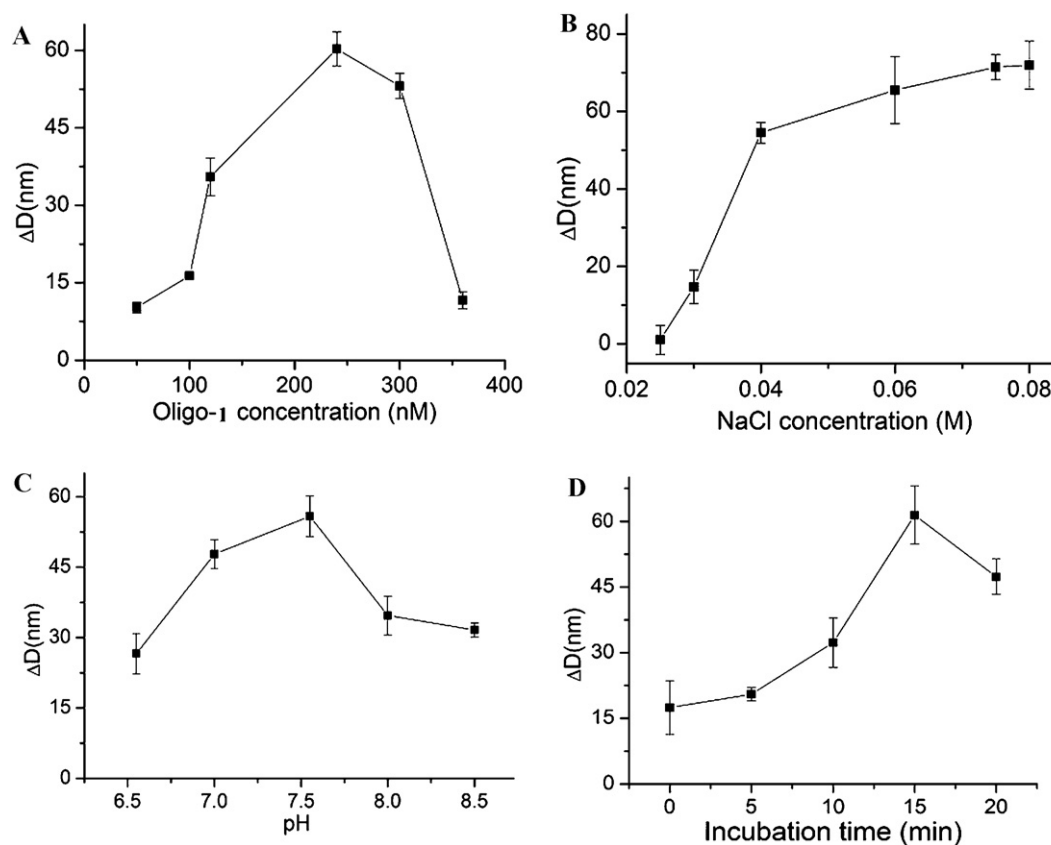 A
ΔD(nm)
60
45
30
15
0
0 100 200 300 400
Oligo-1 concentration (nM)
B
ΔD(nm)
80
60
40
20
0
0.02 0.04 0.06 0.08
NaCl concentration (M)
C
ΔD(nm)
60
45
30
15
0
6.5 7.0 7.5 8.0 8.5
pH
D
ΔD(nm)
60
45
30
15
0
0 5 10 15 20
Incubation time (min)